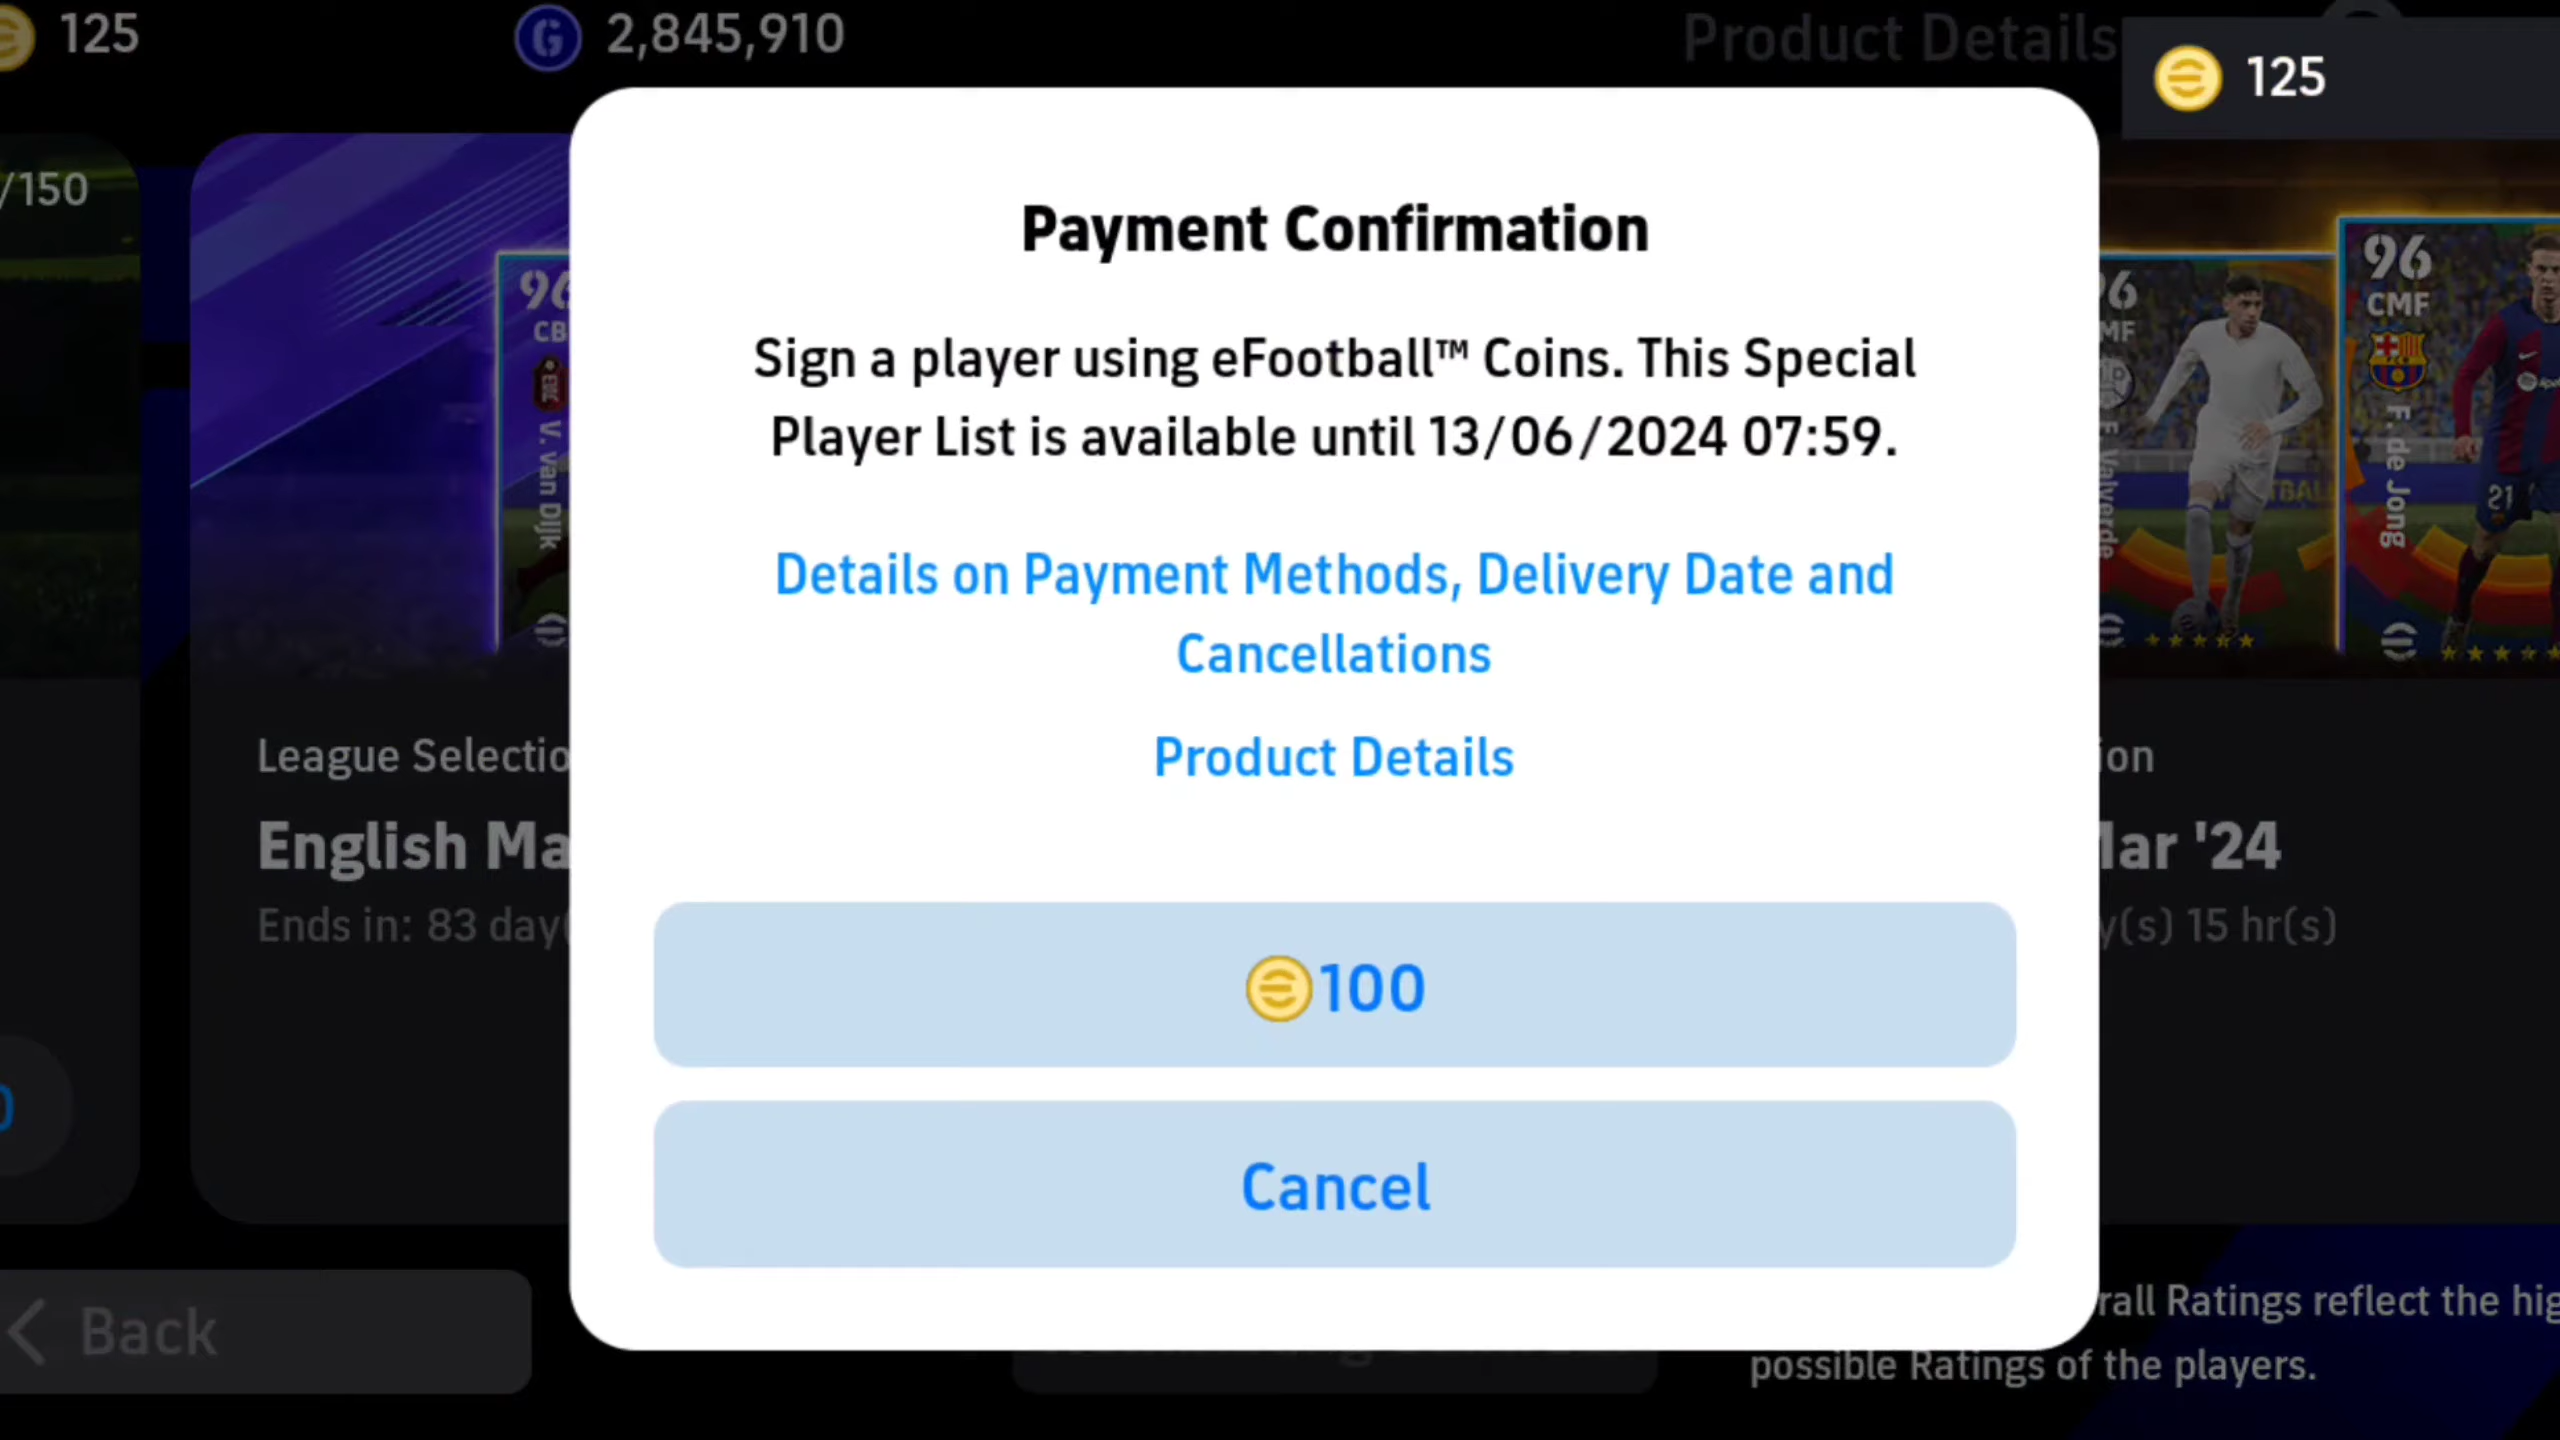 125
2,845,910
Product Details
125
/150
Payment Confirmation
Sign a player using eFootball™ Coins. This Special
Player List is available until 13/06/2024 07:59.
Details on Payment Methods, Delivery Date and
Cancellations
Product Details
100
Cancel
96
CB
V. van Dijk
96
CMF
F. de Jong
21
F. Valverde
League Selectio
English Ma
Ends in: 83 day(
ion
Mar '24
y(s) 15 hr(s)
Back
rall Ratings reflect the hig
possible Ratings of the players.